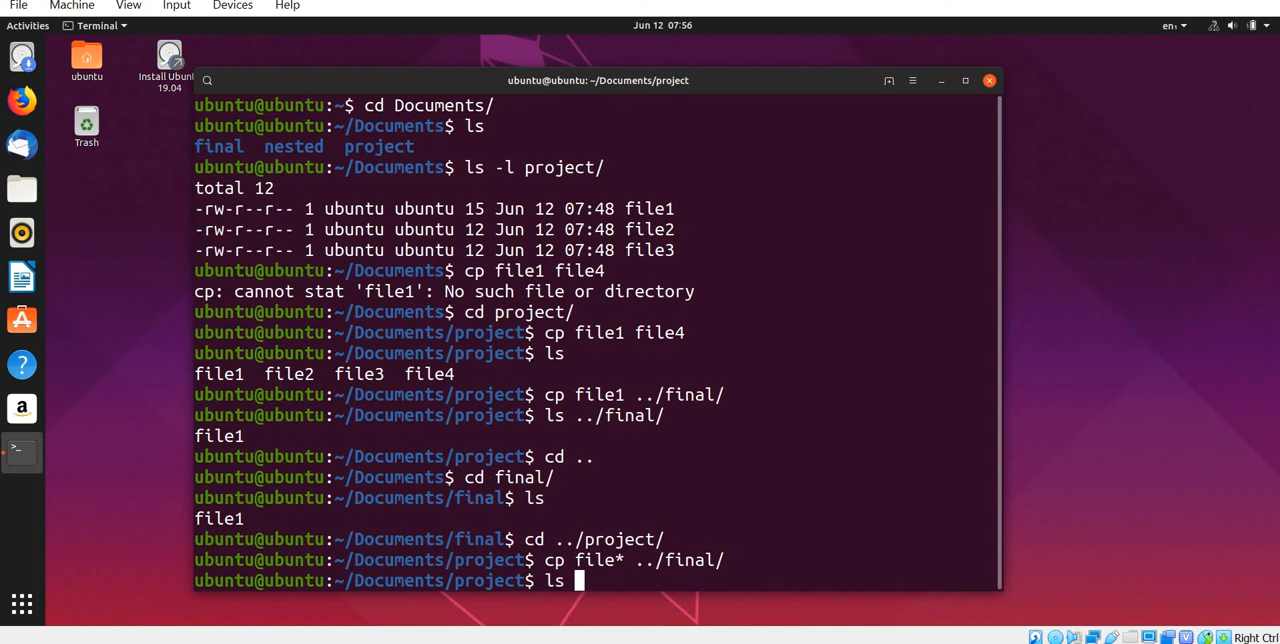 File Machine View Input Devices Help
Activities Terminal Jun 12 07:56 en₁
ubuntu
Install Ubun
19.04
Trash
ubuntu@ubuntu: ~/Documents/project
ubuntu@ubuntu:~$ cd Documents/
ubuntu@ubuntu:~/Documents$ ls
final nested project
ubuntu@ubuntu:~/Documents$ ls -l project/
total 12
-rw-r--r-- 1 ubuntu ubuntu 15 Jun 12 07:48 file1
-rw-r--r-- 1 ubuntu ubuntu 12 Jun 12 07:48 file2
-rw-r--r-- 1 ubuntu ubuntu 12 Jun 12 07:48 file3
ubuntu@ubuntu:~/Documents$ cp file1 file4
cp: cannot stat 'file1': No such file or directory
ubuntu@ubuntu:~/Documents$ cd project/
ubuntu@ubuntu:~/Documents/project$ cp file1 file4
ubuntu@ubuntu:~/Documents/project$ ls
file1 file2 file3 file4
ubuntu@ubuntu:~/Documents/project$ cp file1 ../final/
ubuntu@ubuntu:~/Documents/project$ ls ../final/
file1
ubuntu@ubuntu:~/Documents/project$ cd ..
ubuntu@ubuntu:~/Documents$ cd final/
ubuntu@ubuntu:~/Documents/final$ ls
file1
ubuntu@ubuntu:~/Documents/final$ cd ../project/
ubuntu@ubuntu:~/Documents/project$ cp file* ../final/
ubuntu@ubuntu:~/Documents/project$ ls
Right Ctrl